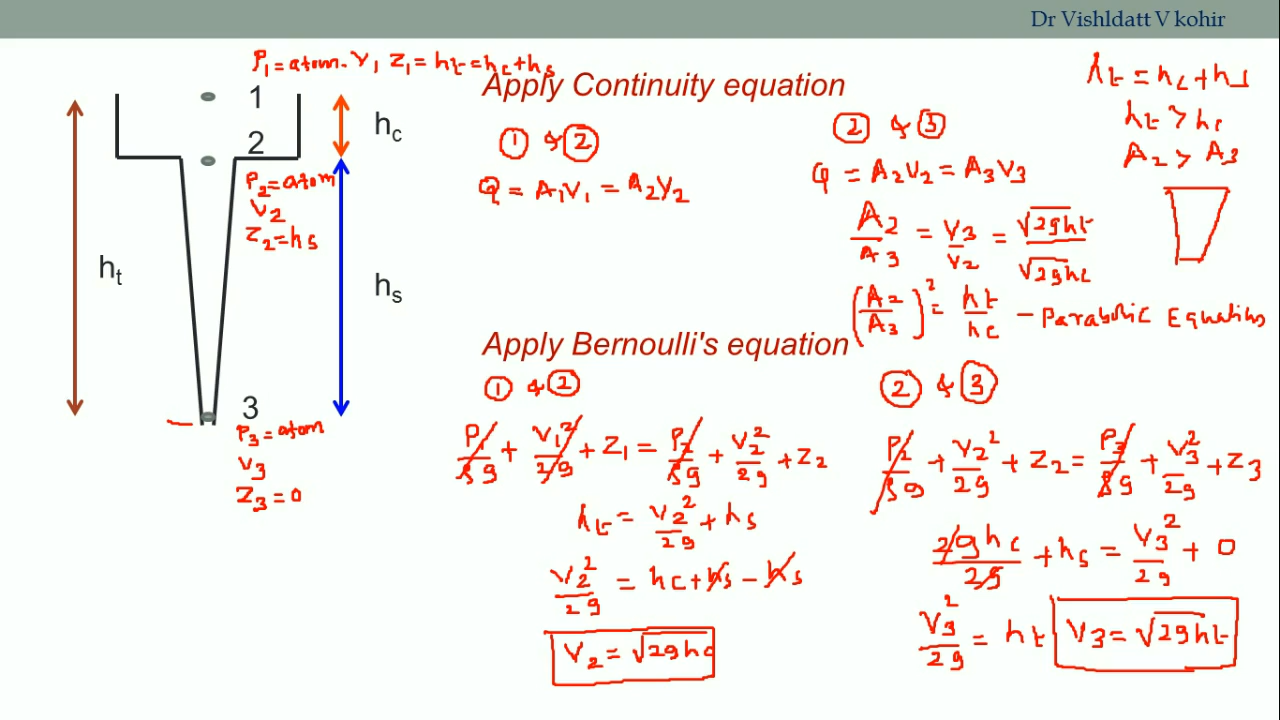 Dr Vishldatt V kohir
P₁ = atom. V₁ Z₁ = ht = hc + hs
Apply Continuity equation
1
hc
2
P₂ = atom
V₂
Z₂ = hs
ht
hs
3
P₃ = atom
V₃
Z₃ = 0
① & ②
Q = A₁V₁ = A₂V₂
② & ③
Q = A₂V₂ = A₃V₃
A₂/A₃ = V₃/V₂ = √2ght/√2ghc
(A₂/A₃)² = ht/hc – Parabolic Equations
ht = hc + hs
ht > hc
A₂ > A₃
Apply Bernoulli's equation
① & ②
P₁/ρg + V₁²/2g + Z₁ = P₂/ρg + V₂²/2g + Z₂
ht = V₂²/2g + hs
V₂²/2g = hc + hs - hs
V₂ = √2ghc
② & ③
P₂/ρg + V₂²/2g + Z₂ = P₃/ρg + V₃²/2g + Z₃
2ghc/2g + hs = V₃²/2g + 0
V₃²/2g = ht V₃ = √2ght